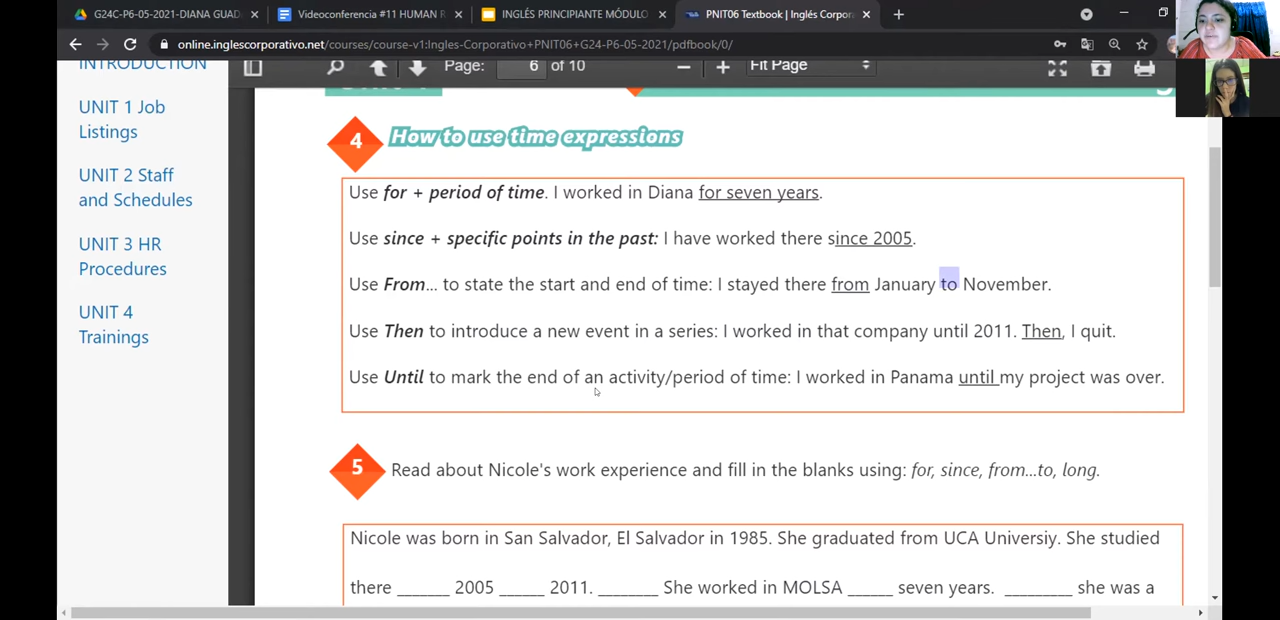 G24C-P6-05-2021-DIANA GUAD
Videoconferencia #11 HUMAN R
INGLÉS PRINCIPIANTE MÓDULO
PNIT06 Textbook | Inglés Corpora
online.inglescorporativo.net/courses/course-v1:Ingles-Corporativo+PNIT06+G24-P6-05-2021/pdfbook/0/
Page: 6 of 10
Fit Page
INTRODUCTION
UNIT 1 Job
Listings
UNIT 2 Staff
and Schedules
UNIT 3 HR
Procedures
UNIT 4
Trainings
4 How to use time expressions
Use for + period of time. I worked in Diana for seven years.
Use since + specific points in the past: I have worked there since 2005.
Use From... to state the start and end of time: I stayed there from January to November.
Use Then to introduce a new event in a series: I worked in that company until 2011. Then, I quit.
Use Until to mark the end of an activity/period of time: I worked in Panama until my project was over.
5 Read about Nicole's work experience and fill in the blanks using: for, since, from...to, long.
Nicole was born in San Salvador, El Salvador in 1985. She graduated from UCA Universiy. She studied
there _______ 2005 ______ 2011. ________ She worked in MOLSA ______ seven years. _________ she was a